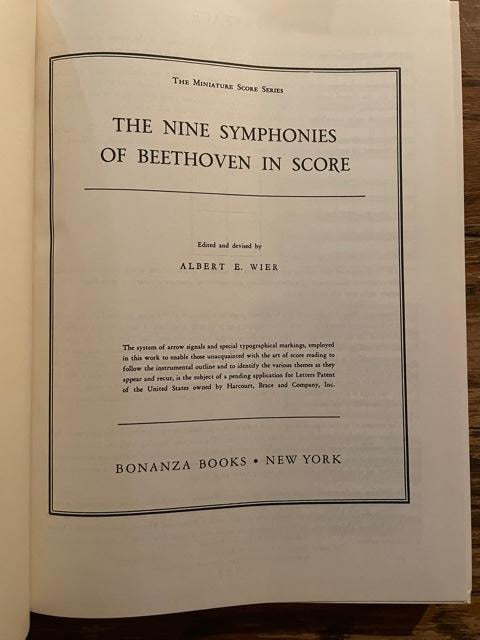 THE MINIATURE SCORE SERIES
THE NINE SYMPHONIES
OF BEETHOVEN IN SCORE
Edited and devised by
ALBERT E. WIER
The system of arrow signals and special typographical markings, employed
in this work to enable those unacquainted with the art of score reading to
follow the instrumental outline and to identify the various themes as they
appear and recur, is the subject of a pending application for Letters Patent
of the United States owned by Harcourt, Brace and Company, Inc.
BONANZA BOOKS • NEW YORK